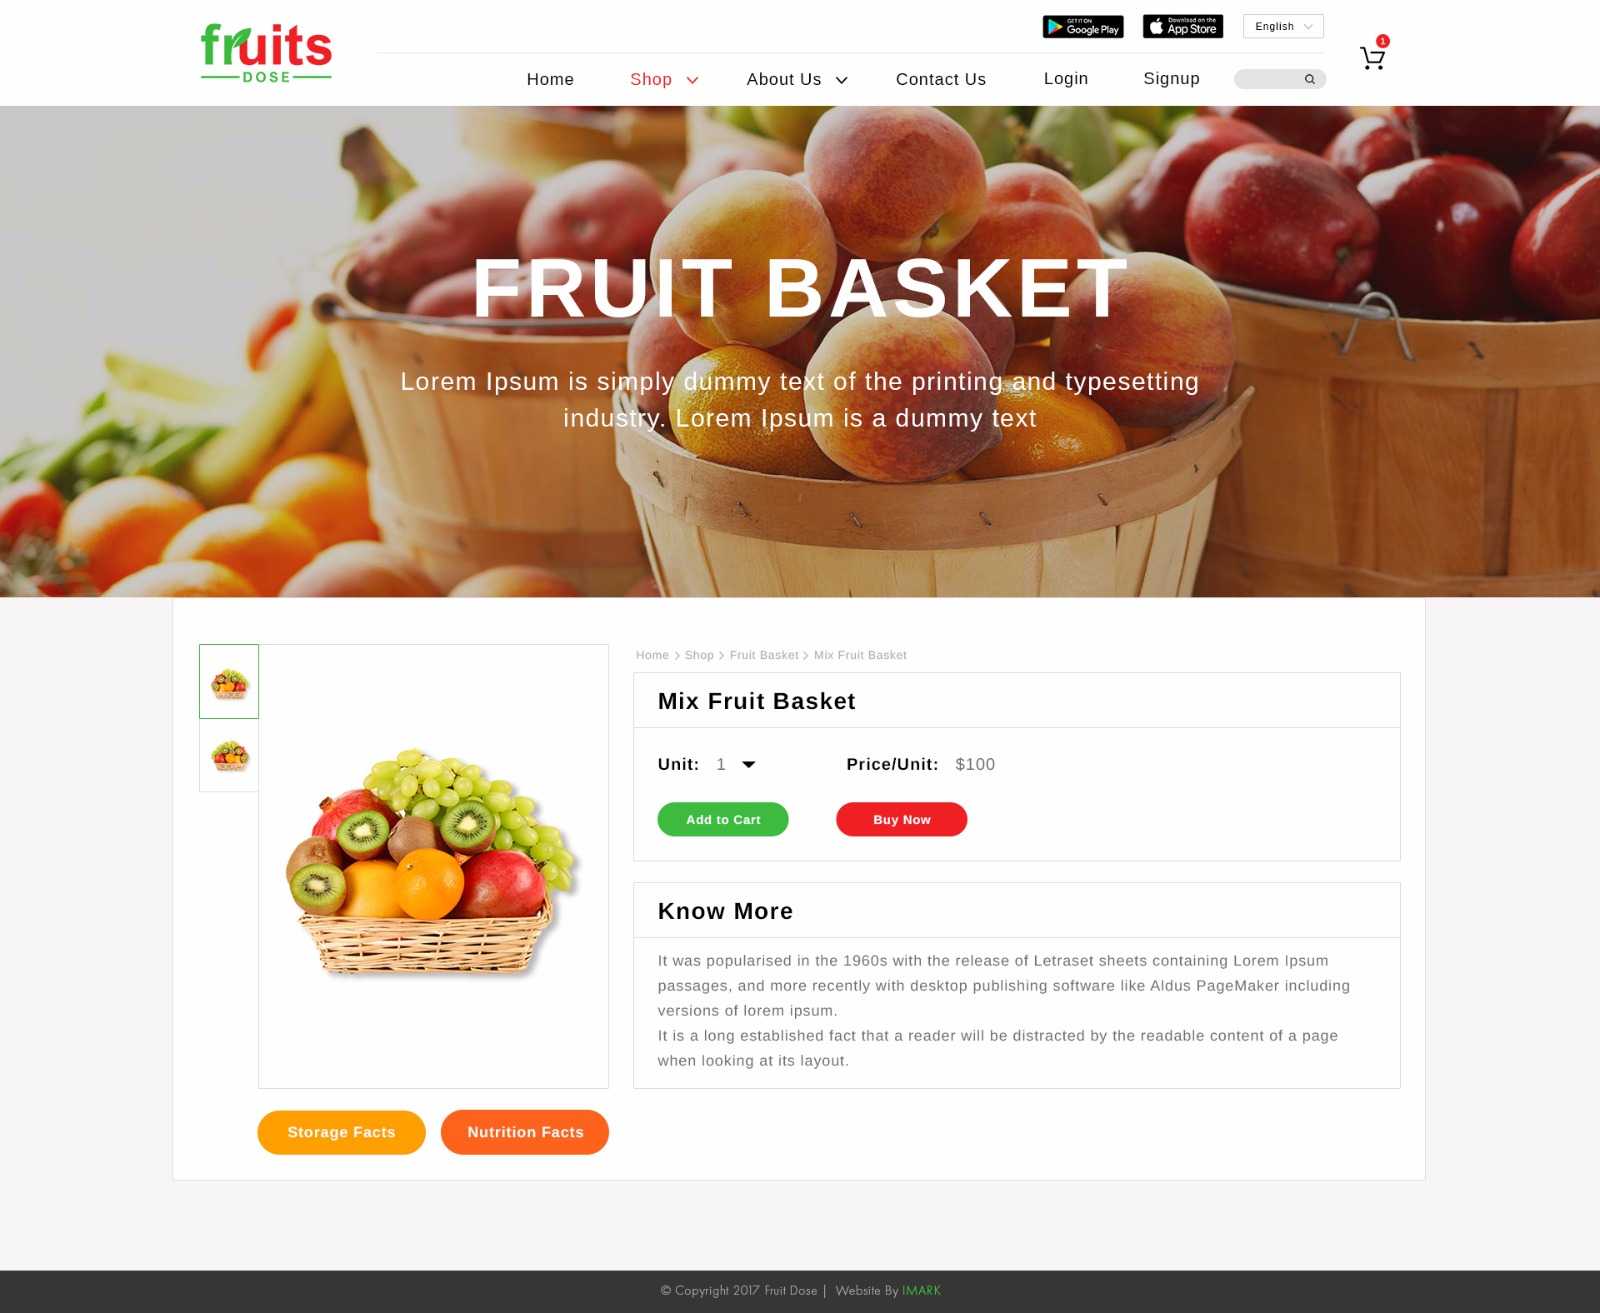 fruits
DOSE
GET IT ON
Google Play
Download on the
App Store
English
1
Home
Shop
About Us
Contact Us
Login
Signup
FRUIT BASKET
Lorem Ipsum is simply dummy text of the printing and typesetting
industry. Lorem Ipsum is a dummy text
Home > Shop > Fruit Basket > Mix Fruit Basket
Mix Fruit Basket
Unit: 1
Price/Unit: $100
Add to Cart
Buy Now
Know More
It was popularised in the 1960s with the release of Letraset sheets containing Lorem Ipsum
passages, and more recently with desktop publishing software like Aldus PageMaker including
versions of lorem ipsum.
It is a long established fact that a reader will be distracted by the readable content of a page
when looking at its layout.
Storage Facts
Nutrition Facts
© Copyright 2017 Fruit Dose | Website By IMARK